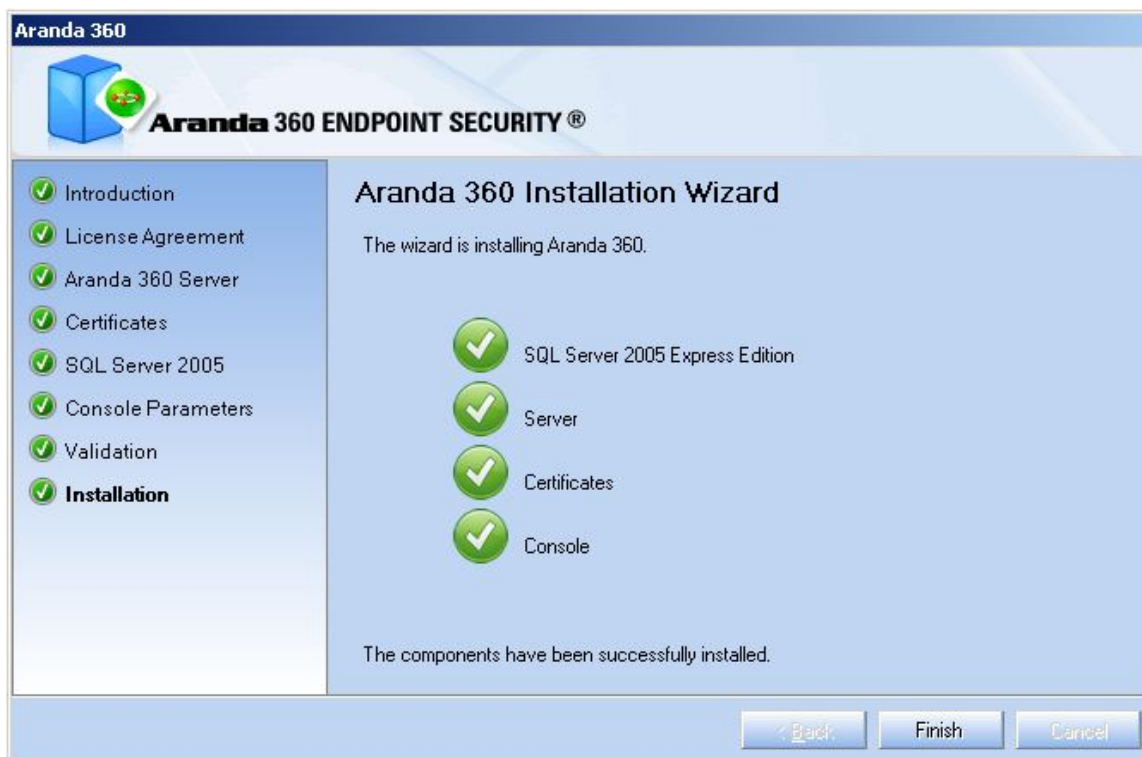 Aranda 360
Aranda 360 ENDPOINT SECURITY ®
Introduction
License Agreement
Aranda 360 Server
Certificates
SQL Server 2005
Console Parameters
Validation
Installation
Aranda 360 Installation Wizard
The wizard is installing Aranda 360.
SQL Server 2005 Express Edition
Server
Certificates
Console
The components have been successfully installed.
< Back
Finish
Cancel